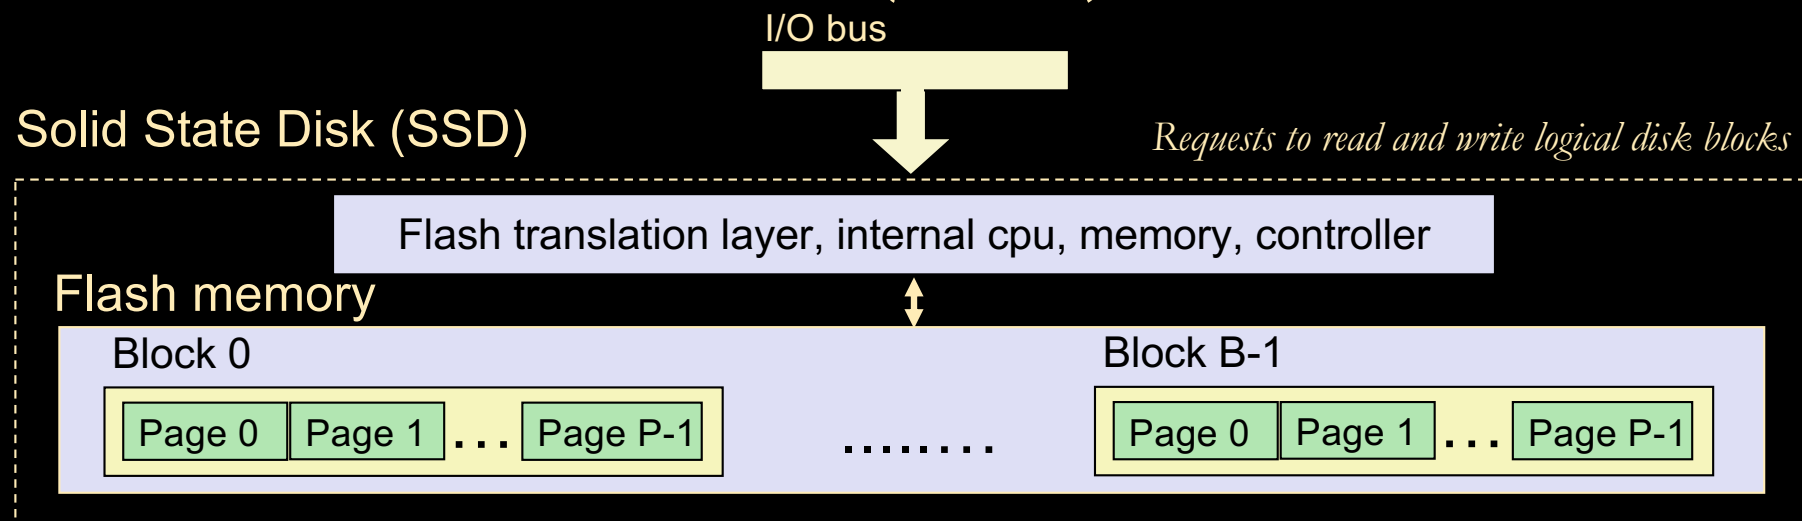 I/O bus
Solid State Disk (SSD)
Requests to read and write logical disk blocks
Flash translation layer, internal cpu, memory, controller
Flash memory
Block 0
Block B-1
Page 0 Page 1 ... Page P-1 ........ Page 0 Page 1 ... Page P-1